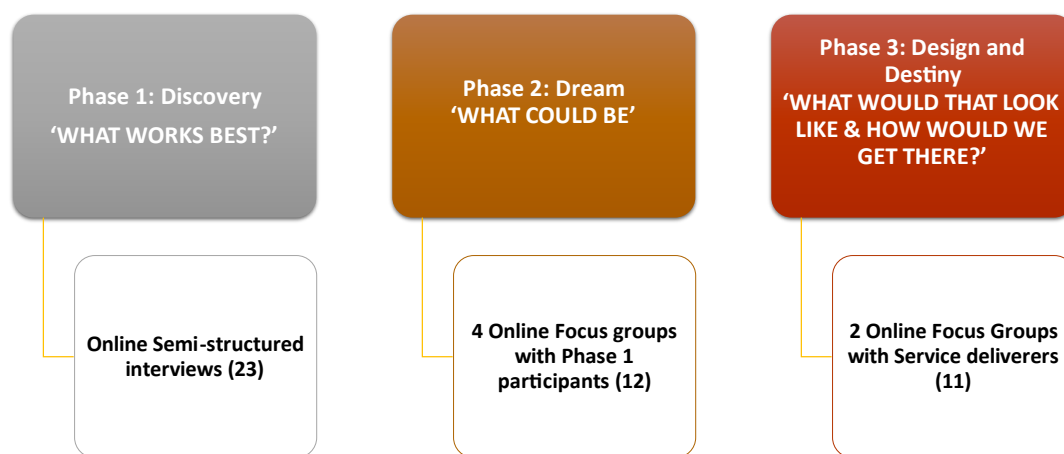 Phase 1: Discovery
‘WHAT WORKS BEST?’
Online Semi-structured
interviews (23)
Phase 2: Dream
‘WHAT COULD BE’
4 Online Focus groups
with Phase 1
participants (12)
Phase 3: Design and
Destiny
‘WHAT WOULD THAT LOOK
LIKE & HOW WOULD WE
GET THERE?’
2 Online Focus Groups
with Service deliverers
(11)